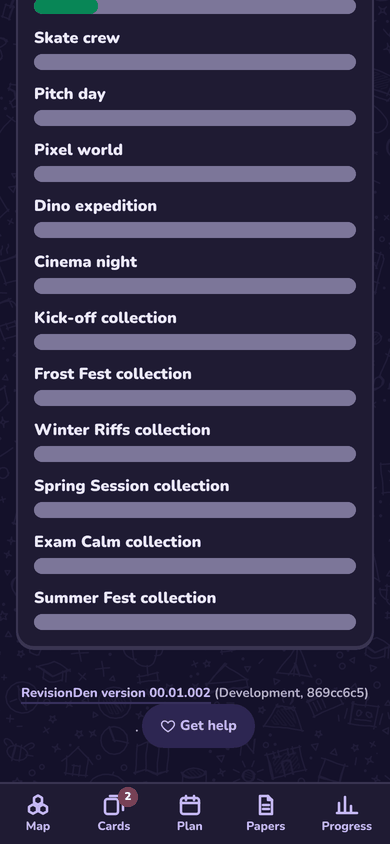 Skate crew
Pitch day
Pixel world
Dino expedition
Cinema night
Kick-off collection
Frost Fest collection
Winter Riffs collection
Spring Session collection
Exam Calm collection
Summer Fest collection
RevisionDen version 00.01.002 (Development, 869cc6c5)
· Get help
2
Map Cards Plan Papers Progress